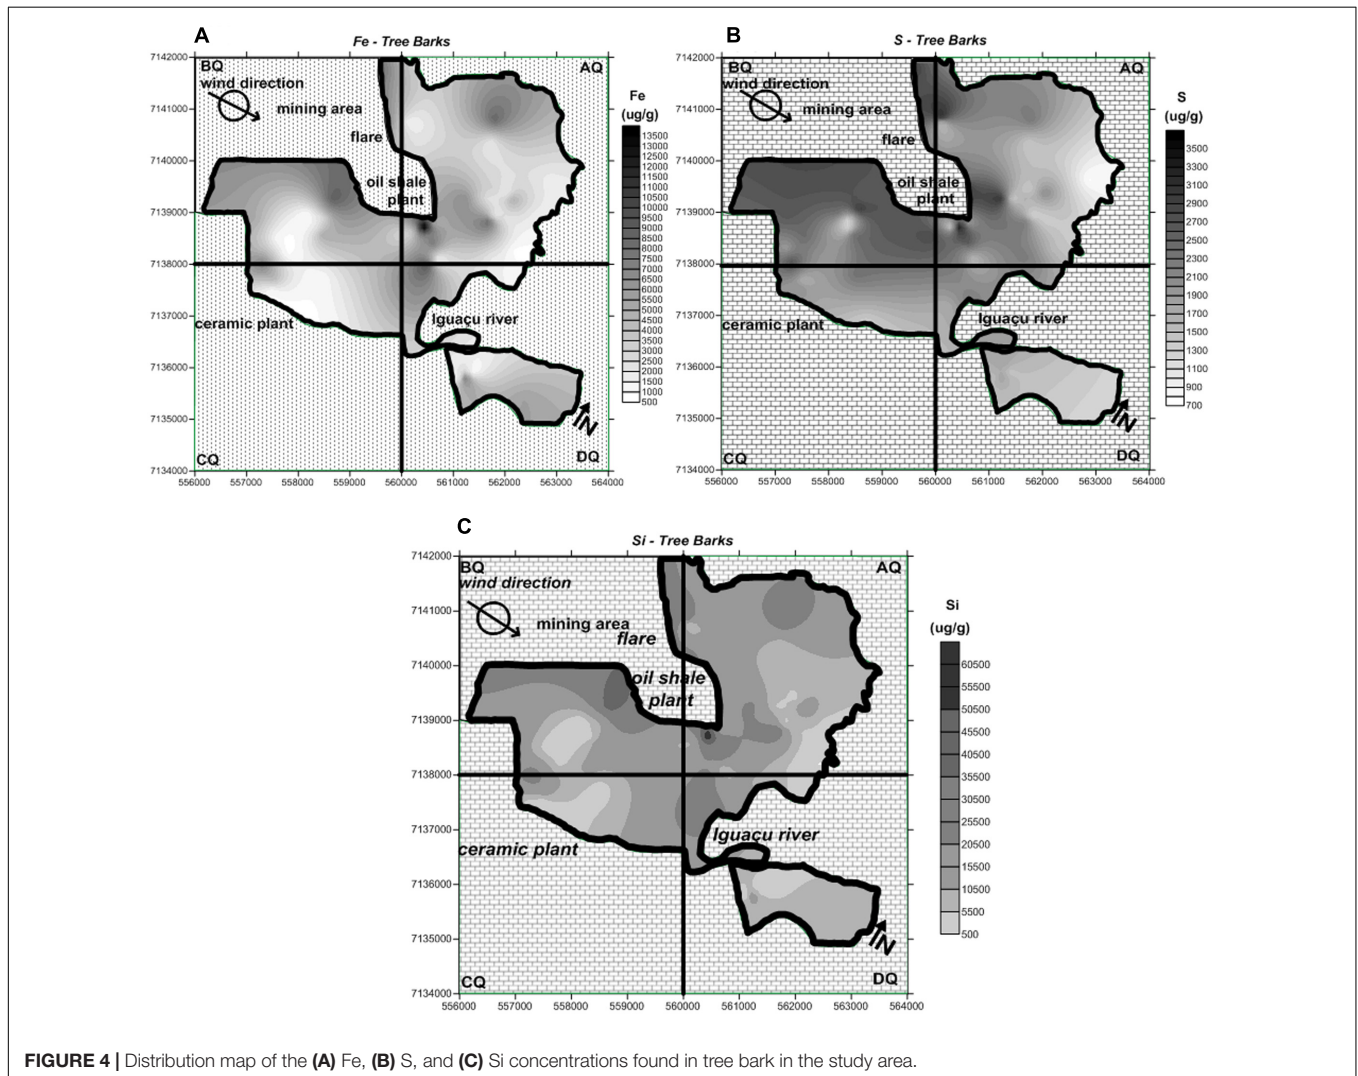 A
Fe - Tree Barks
7142000
7141000
7140000
7139000
7138000
7137000
7136000
7135000
7134000
556000 557000 558000 559000 560000 561000 562000 563000 564000
BQ
AQ
wind direction
mining area
flare
oil shale
plant
Iguaçu river
ceramic plant
CQ
DQ
IN
Fe
(ug/g)
13500
13000
12500
12000
11500
11000
10500
10000
9500
9000
8500
8000
7500
7000
6500
6000
5500
5000
4500
4000
3500
3000
2500
2000
1500
1000
500
B
S - Tree Barks
7142000
7141000
7140000
7139000
7138000
7137000
7136000
7135000
7134000
556000 557000 558000 559000 560000 561000 562000 563000 564000
BQ
AQ
wind direction
mining area
flare
oil shale
plant
Iguaçu river
ceramic plant
CQ
DQ
IN
S
(ug/g)
3500
3300
3100
2900
2700
2500
2300
2100
1900
1700
1500
1300
1100
900
700
C
Si - Tree Barks
7142000
7141000
7140000
7139000
7138000
7137000
7136000
7135000
7134000
556000 557000 558000 559000 560000 561000 562000 563000 564000
BQ
AQ
wind direction
mining area
flare
oil shale
plant
Iguaçu river
ceramic plant
CQ
DQ
IN
Si
(ug/g)
60500
55500
50500
45500
40500
35500
30500
25500
20500
15500
10500
5500
500
FIGURE 4 | Distribution map of the (A) Fe, (B) S, and (C) Si concentrations found in tree bark in the study area.